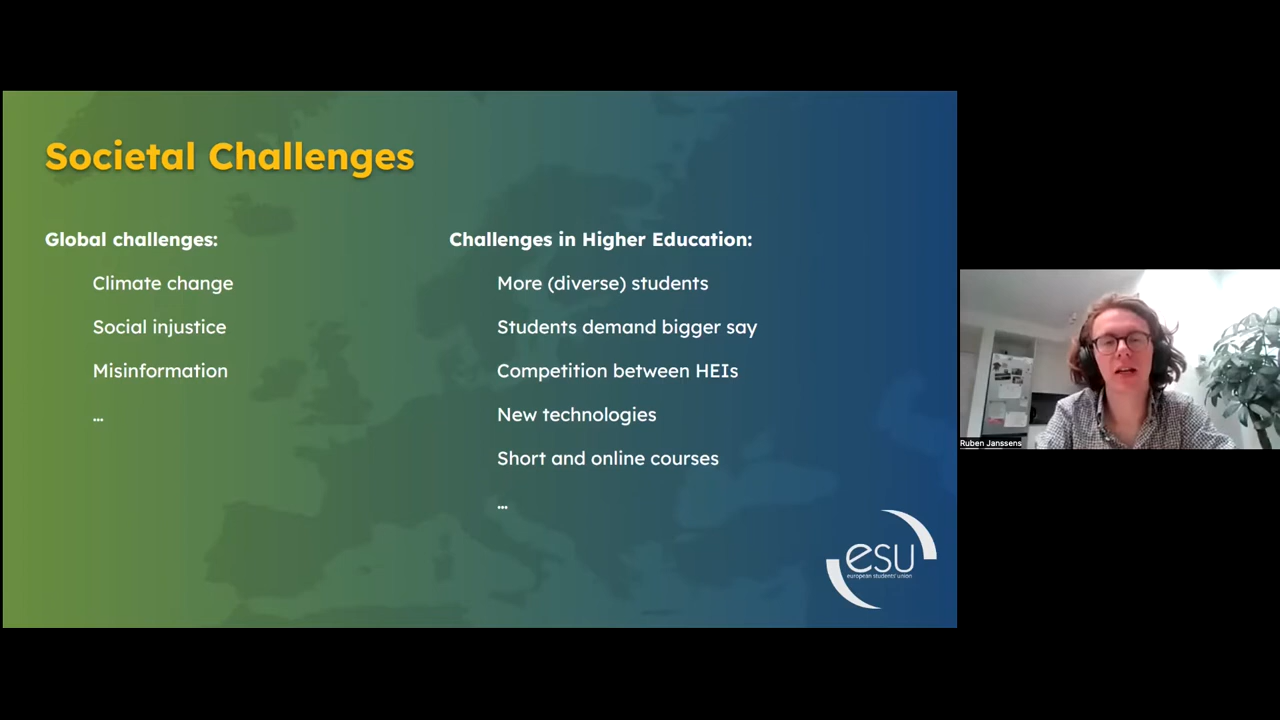 Societal Challenges
Global challenges:
Climate change
Social injustice
Misinformation
...
Challenges in Higher Education:
More (diverse) students
Students demand bigger say
Competition between HEIs
New technologies
Short and online courses
...
esu
european students' union
Ruben Janssens